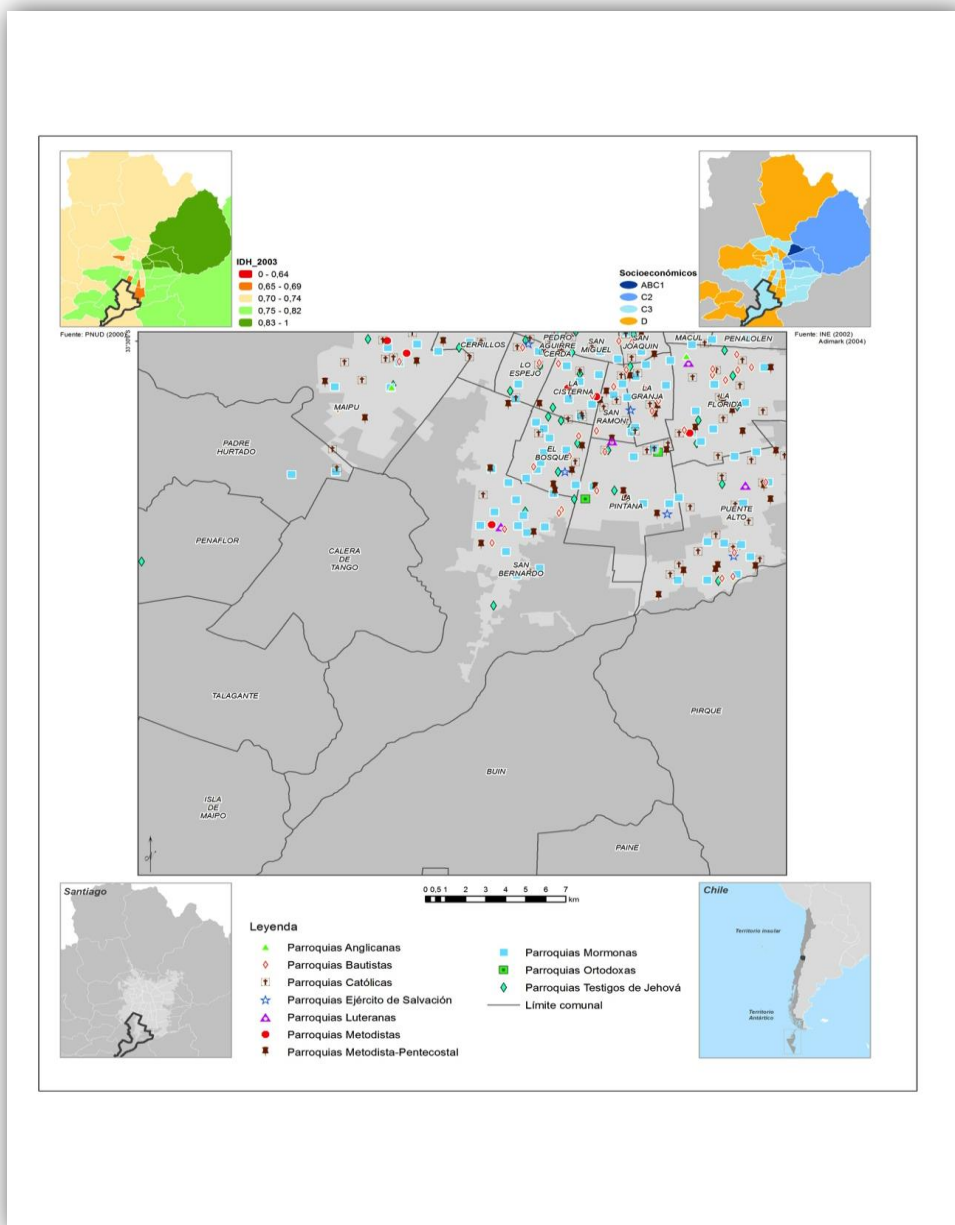 IDH_2003
0 - 0,64
0,65 - 0,69
0,70 - 0,74
0,75 - 0,82
0,83 - 1
Fuente: PNUD (2000)
Socioeconómicos
ABC1
C2
C3
D
Fuente: INE (2002)
Adimark (2004)
CERRILLOS
PEDRO
AGUIRRE
CERDA
SAN
MIGUEL
SAN
JOAQUIN
MACUL
PEÑALOLEN
LO
ESPEJO
LA
CISTERNA
LA
GRANJA
LA
FLORIDA
SAN
RAMON
MAIPU
EL
BOSQUE
PADRE
HURTADO
LA
PINTANA
PUENTE
ALTO
PEÑAFLOR
CALERA
DE
TANGO
SAN
BERNARDO
TALAGANTE
PIRQUE
BUIN
ISLA
DE
MAIPO
PAINE
Santiago
0 0,5 1 2 3 4 5 6 7
km
Chile
Territorio insular
Territorio
Antártico
Leyenda
Parroquias Anglicanas
Parroquias Bautistas
Parroquias Católicas
Parroquias Ejército de Salvación
Parroquias Luteranas
Parroquias Metodistas
Parroquias Metodista-Pentecostal
Parroquias Mormonas
Parroquias Ortodoxas
Parroquias Testigos de Jehová
Límite comunal